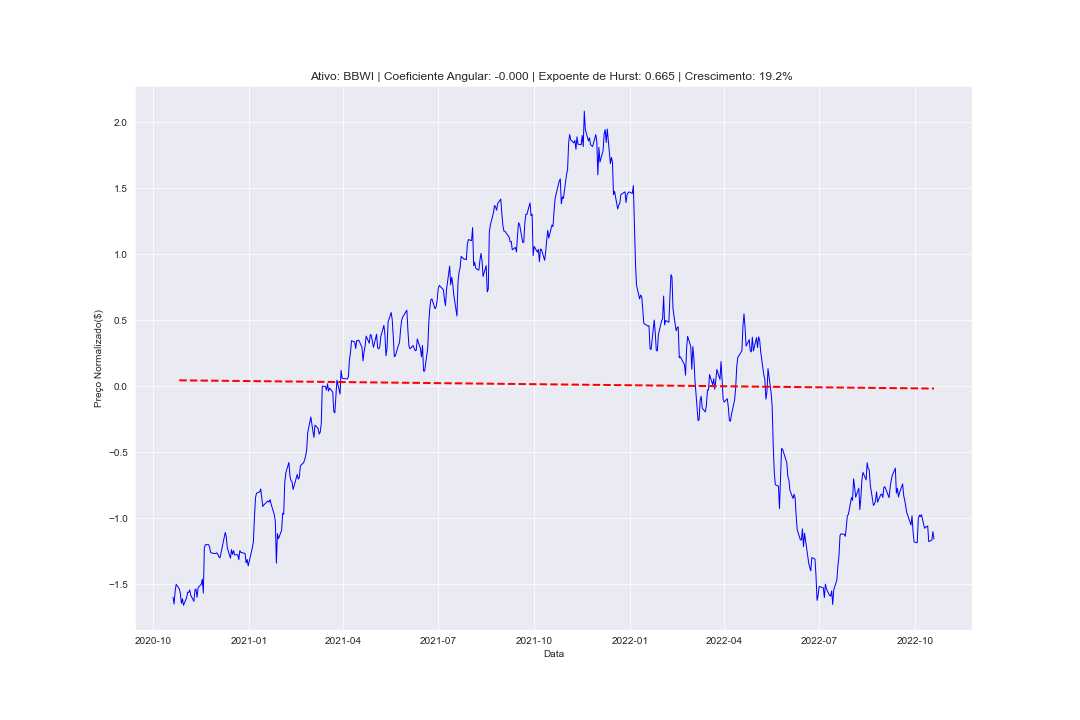 Ativo: BBWI | Coeficiente Angular: -0.000 | Expoente de Hurst: 0.665 | Crescimento: 19.2%
Preço Normalizado($)
2.0
1.5
1.0
0.5
0.0
−0.5
−1.0
−1.5
2020-10 2021-01 2021-04 2021-07 2021-10 2022-01 2022-04 2022-07 2022-10
Data